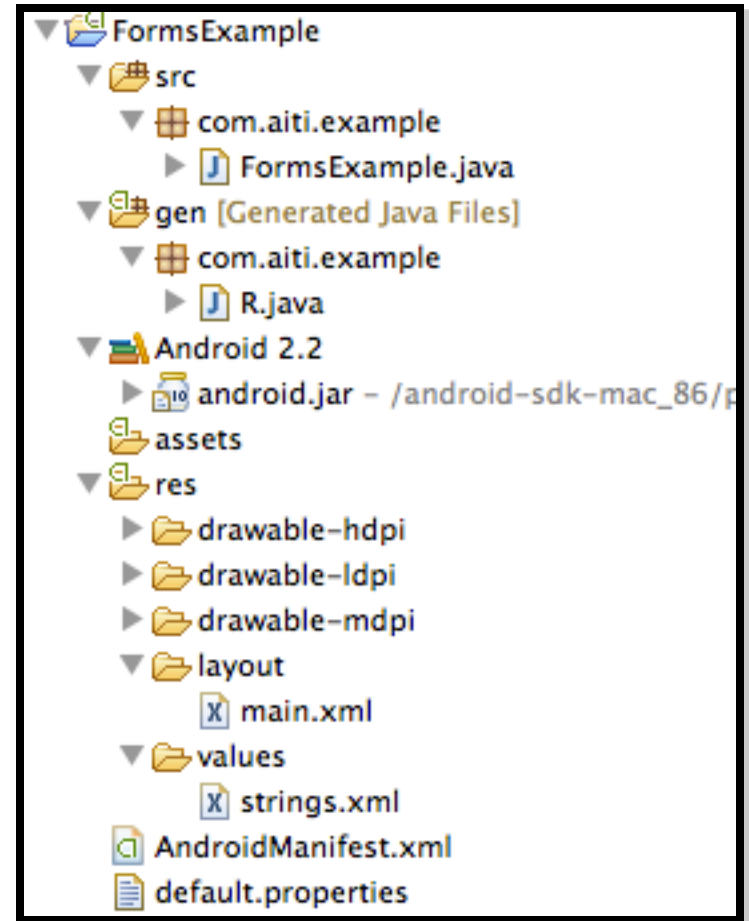 FormsExample
src
com.aiti.example
FormsExample.java
gen [Generated Java Files]
com.aiti.example
R.java
Android 2.2
android.jar – /android-sdk-mac_86/p
assets
res
drawable-hdpi
drawable-ldpi
drawable-mdpi
layout
main.xml
values
strings.xml
AndroidManifest.xml
default.properties